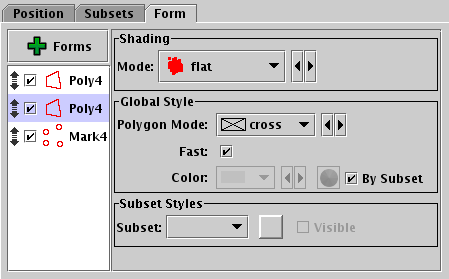 Position Subsets Form
Forms
Poly4
Poly4
Mark4
Shading
Mode: flat
Global Style
Polygon Mode: cross
Fast:
Color: By Subset
Subset Styles
Subset: Visible